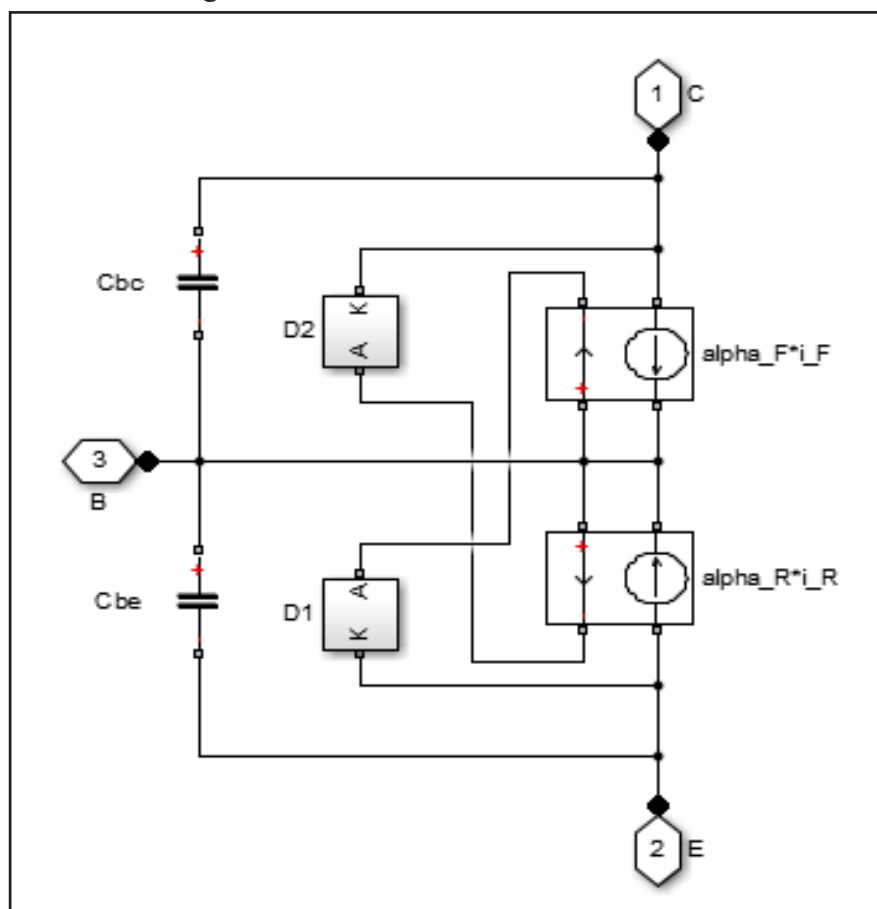 1 C
Cbc
K
D2
A
alpha_F*i_F
3
B
Cbe
A
D1
K
alpha_R*i_R
2 E